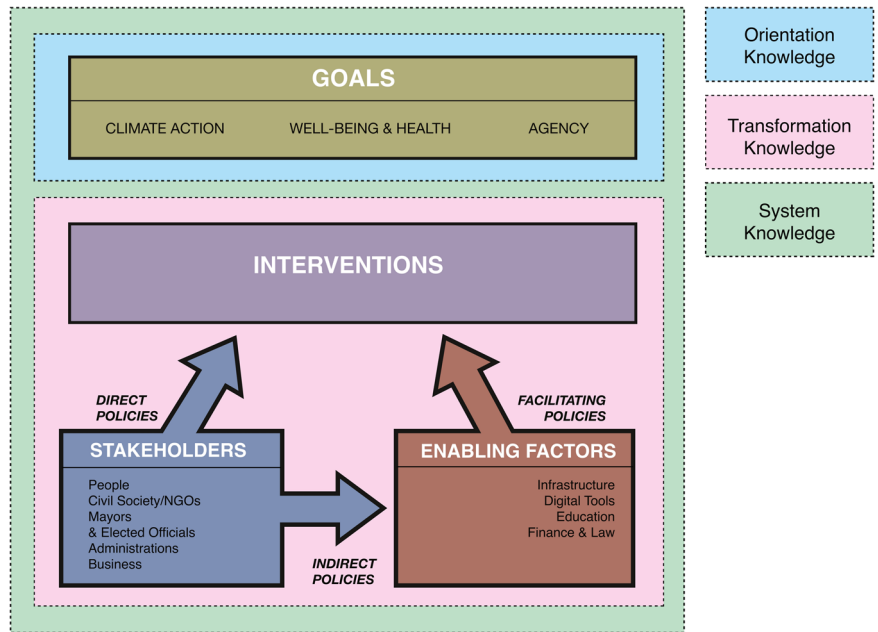 GOALS
CLIMATE ACTION
WELL-BEING & HEALTH
AGENCY
INTERVENTIONS
DIRECT
POLICIES
FACILITATING
POLICIES
STAKEHOLDERS
People
Civil Society/NGOs
Mayors
& Elected Officials
Administrations
Business
INDIRECT
POLICIES
ENABLING FACTORS
Infrastructure
Digital Tools
Education
Finance & Law
Orientation
Knowledge
Transformation
Knowledge
System
Knowledge